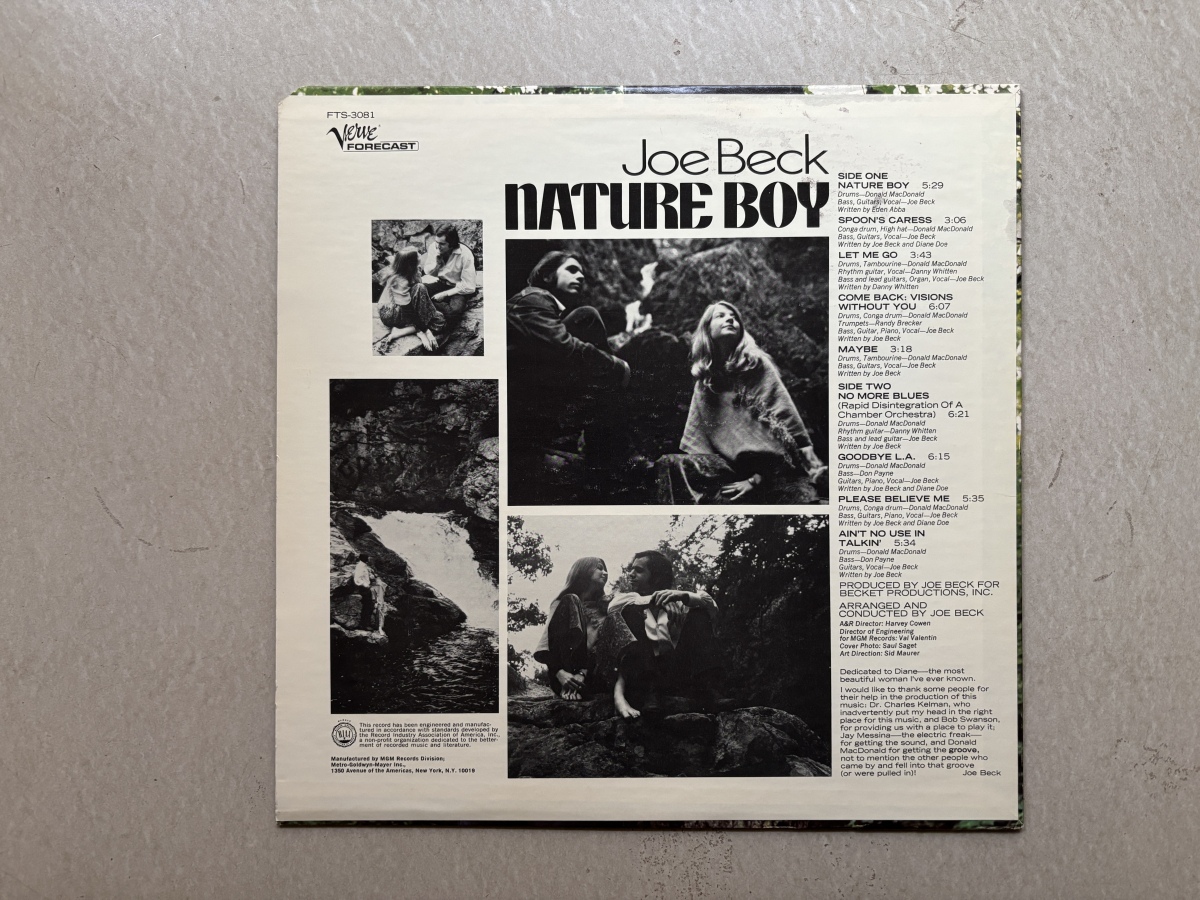 FTS-3081
Verve
FORECAST
Joe Beck
NATURE BOY
SIDE ONE
NATURE BOY 5:29
Drums—Donald MacDonald
Bass, Guitars, Vocal—Joe Beck
Written by Eden Abba
SPOON'S CARESS 3:06
Conga drum, High hat—Donald MacDonald
Bass, Guitars, Vocal—Joe Beck
Written by Joe Beck and Diane Doe
LET ME GO 3:43
Drums, Tambourine—Donald MacDonald
Rhythm guitar, Vocal—Danny Whitten
Bass and lead guitars, Organ, Vocal—Joe Beck
Written by Danny Whitten
COME BACK: VISIONS
WITHOUT YOU 6:07
Drums, Conga drum—Donald MacDonald
Trumpets—Randy Brecker
Bass, Guitar, Piano, Vocal—Joe Beck
Written by Joe Beck
MAYBE 3:18
Drums, Tambourine—Donald MacDonald
Bass, Guitars, Vocal—Joe Beck
Written by Joe Beck
SIDE TWO
NO MORE BLUES
(Rapid Disintegration Of A
Chamber Orchestra) 6:21
Drums—Donald MacDonald
Rhythm guitar—Danny Whitten
Bass and lead guitar—Joe Beck
Written by Joe Beck
GOODBYE L.A. 6:15
Drums—Donald MacDonald
Bass—Don Payne
Guitars, Piano, Vocal—Joe Beck
Written by Joe Beck and Diane Doe
PLEASE BELIEVE ME 5:35
Drums, Conga drum—Donald MacDonald
Bass, Guitars, Piano, Vocal—Joe Beck
Written by Joe Beck and Diane Doe
AIN'T NO USE IN
TALKIN' 5:34
Drums—Donald MacDonald
Bass—Don Payne
Guitars, Vocal—Joe Beck
Written by Joe Beck
PRODUCED BY JOE BECK FOR
BECKET PRODUCTIONS, INC.
ARRANGED AND
CONDUCTED BY JOE BECK
A&R Director: Harvey Cowen
Director of Engineering
for MGM Records: Val Valentin
Cover Photo: Saul Saget
Art Direction: Sid Maurer
Dedicated to Diane—the most
beautiful woman I've ever known.
I would like to thank some people for
their help in the production of this
music: Dr. Charles Kelman, who
inadvertently put my head in the right
place for this music, and Bob Swanson,
for providing us with a place to play it;
Jay Messina—the electric freak—
for getting the sound, and Donald
MacDonald for getting the groove,
not to mention the other people who
came by and fell into that groove
(or were pulled in)! Joe Beck
This record has been engineered and manufac-
tured in accordance with standards developed by
the Record Industry Association of America, Inc.,
a non-profit organization dedicated to the better-
ment of recorded music and literature.
Manufactured by MGM Records Division;
Metro-Goldwyn-Mayer Inc.,
1350 Avenue of the Americas, New York, N.Y. 10019